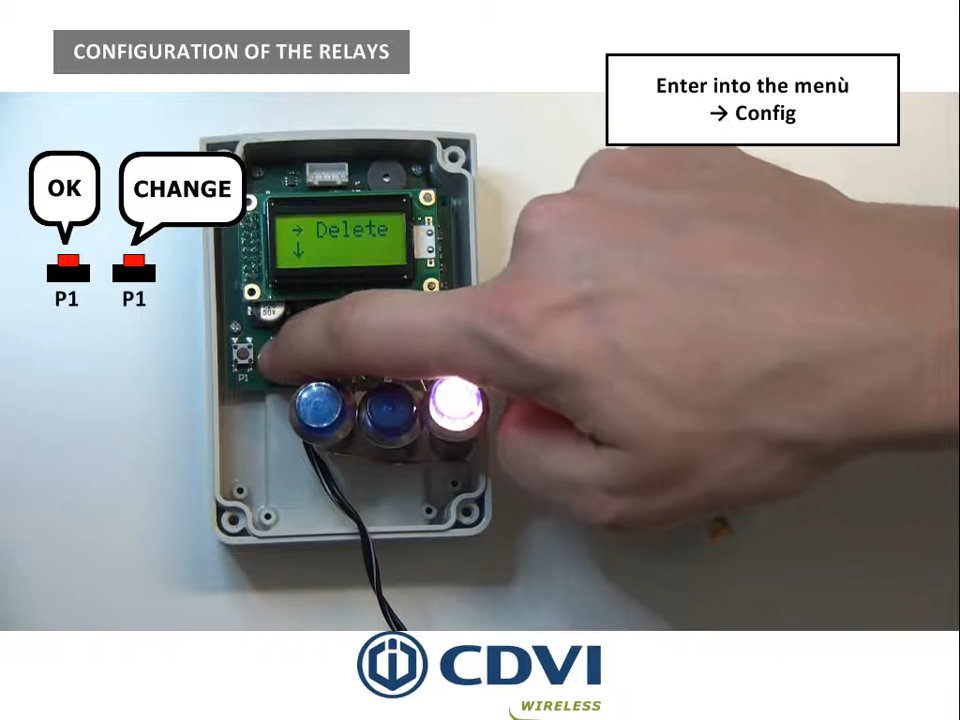 CONFIGURATION OF THE RELAYS
Enter into the menù
→ Config
OK
CHANGE
→ Delete
↓
P1
P1
P1
CDVI
WIRELESS